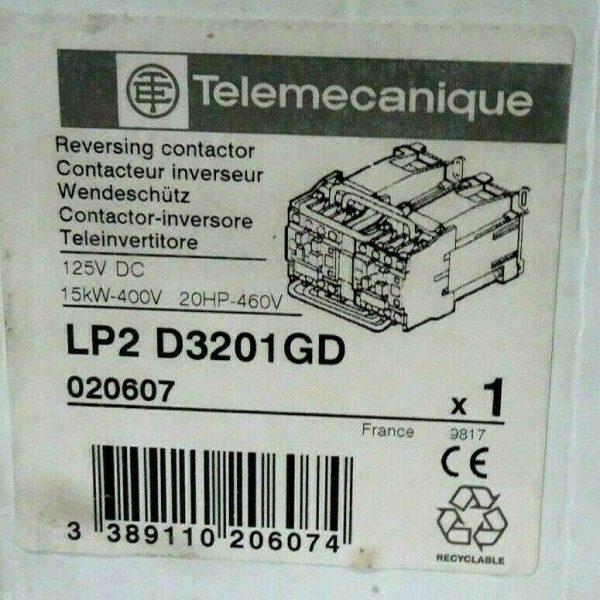 Telemecanique
Reversing contactor
Contacteur inverseur
Wendeschütz
Contactor-inversore
Teleinvertitore
125V DC
15kW-400V 20HP-460V
LP2 D3201GD
020607
x 1
France 9817
CE
3 389110 206074
RECYCLABLE